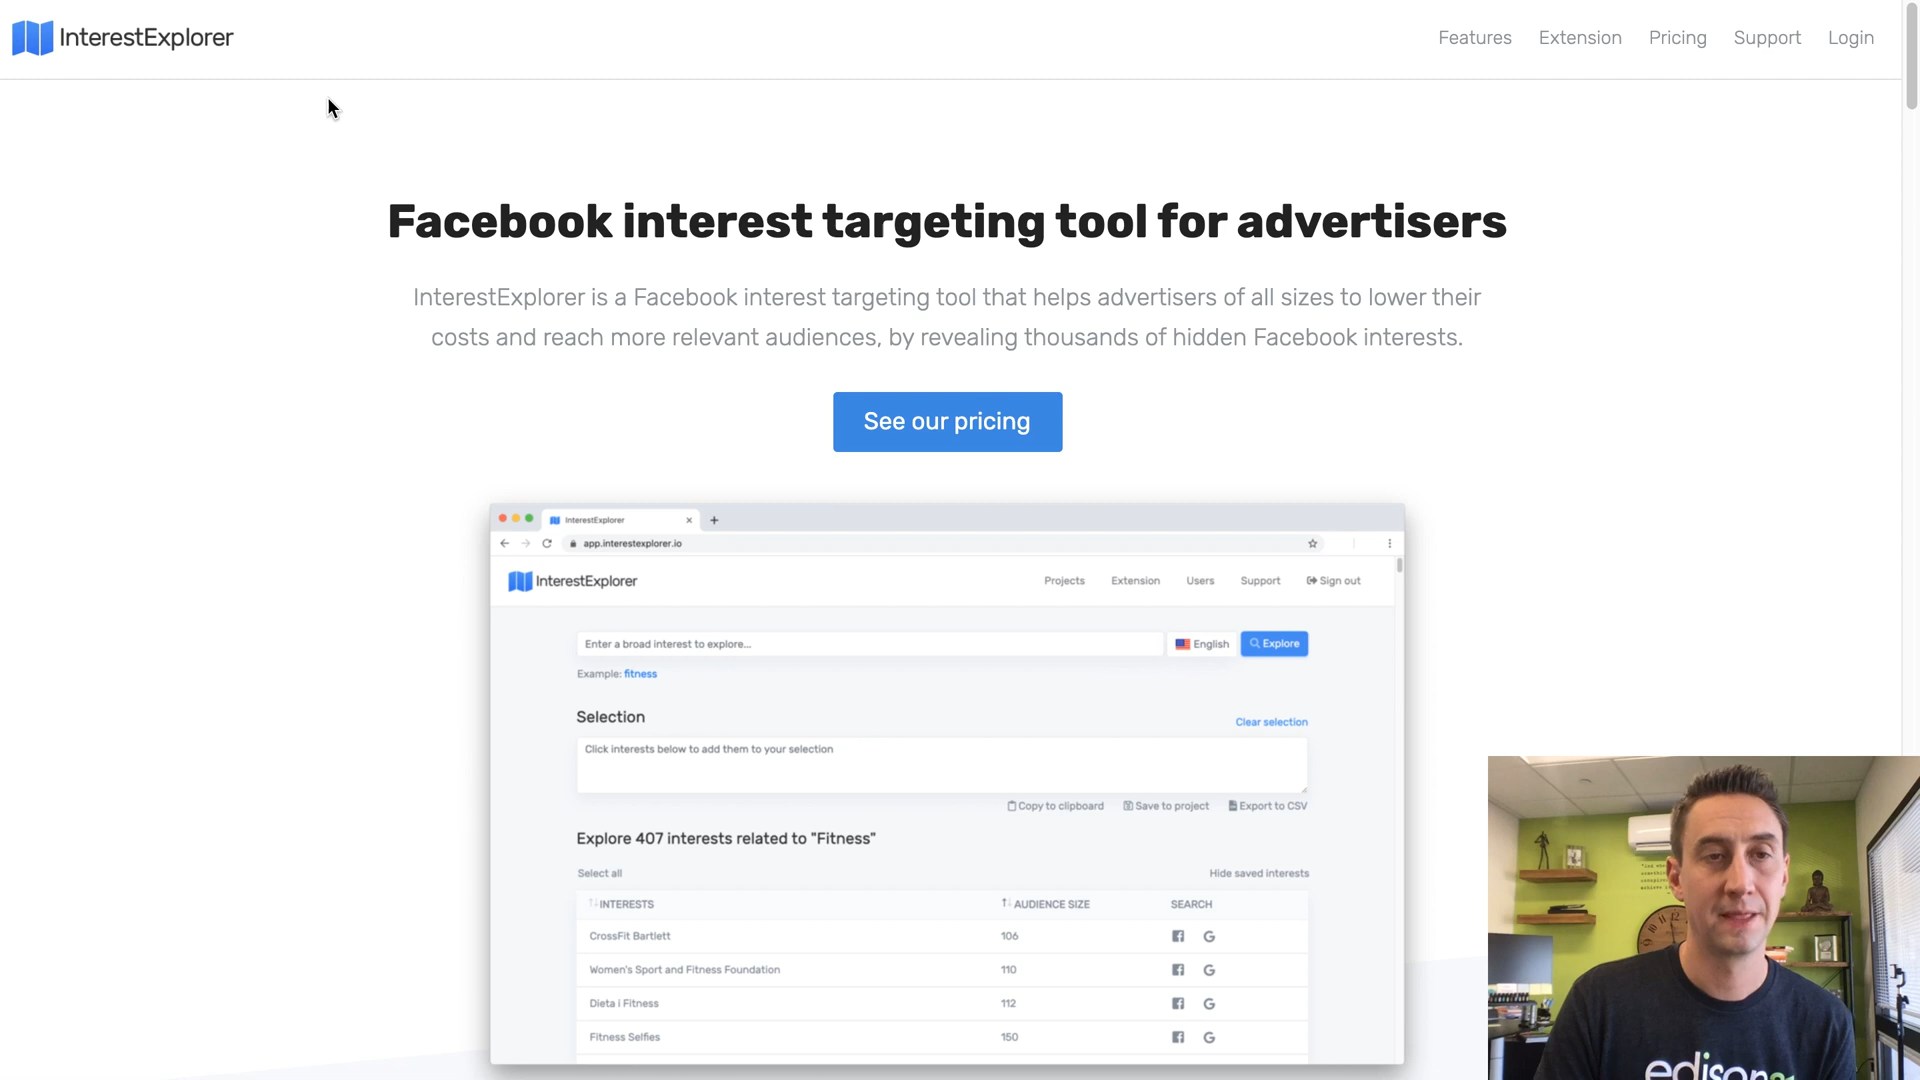 InterestExplorer
Features
Extension
Pricing
Support
Login
Facebook interest targeting tool for advertisers
InterestExplorer is a Facebook interest targeting tool that helps advertisers of all sizes to lower their
costs and reach more relevant audiences, by revealing thousands of hidden Facebook interests.
See our pricing
InterestExplorer
app.interestexplorer.io
InterestExplorer
Projects
Extension
Users
Support
Sign out
Enter a broad interest to explore...
English
Explore
Example: fitness
Selection
Clear selection
Click interests below to add them to your selection
Copy to clipboard
Save to project
Export to CSV
Explore 407 interests related to "Fitness"
Select all
Hide saved interests
INTERESTS
AUDIENCE SIZE
SEARCH
CrossFit Bartlett
106
Women's Sport and Fitness Foundation
110
Dieta i Fitness
112
Fitness Selfies
150